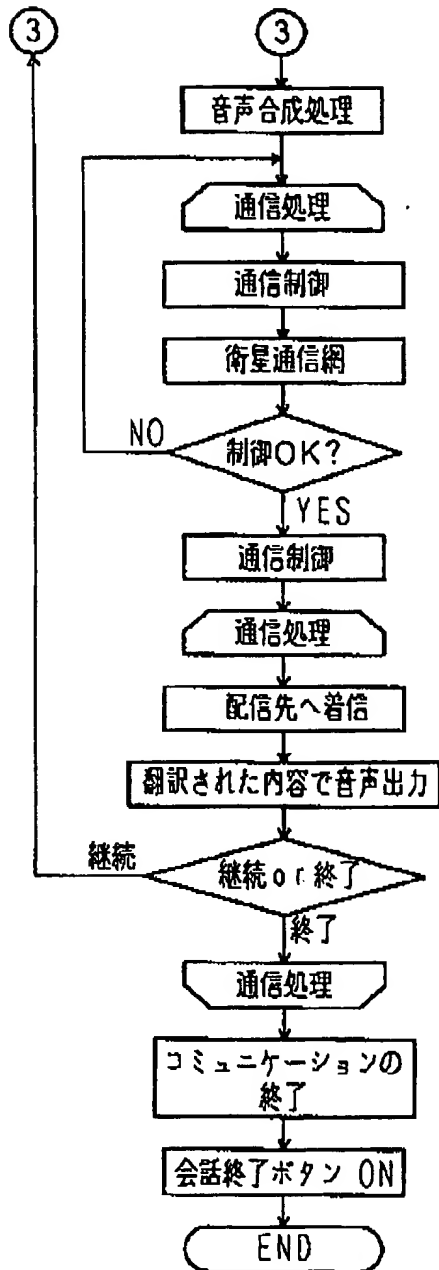 3
3
音声合成処理
通信処理
通信制御
衛星通信網
NO
制御OK?
YES
通信制御
通信処理
配信先へ着信
翻訳された内容で音声出力
継続
継続or終了
終了
通信処理
コミュニケーションの
終了
会話終了ボタン ON
END